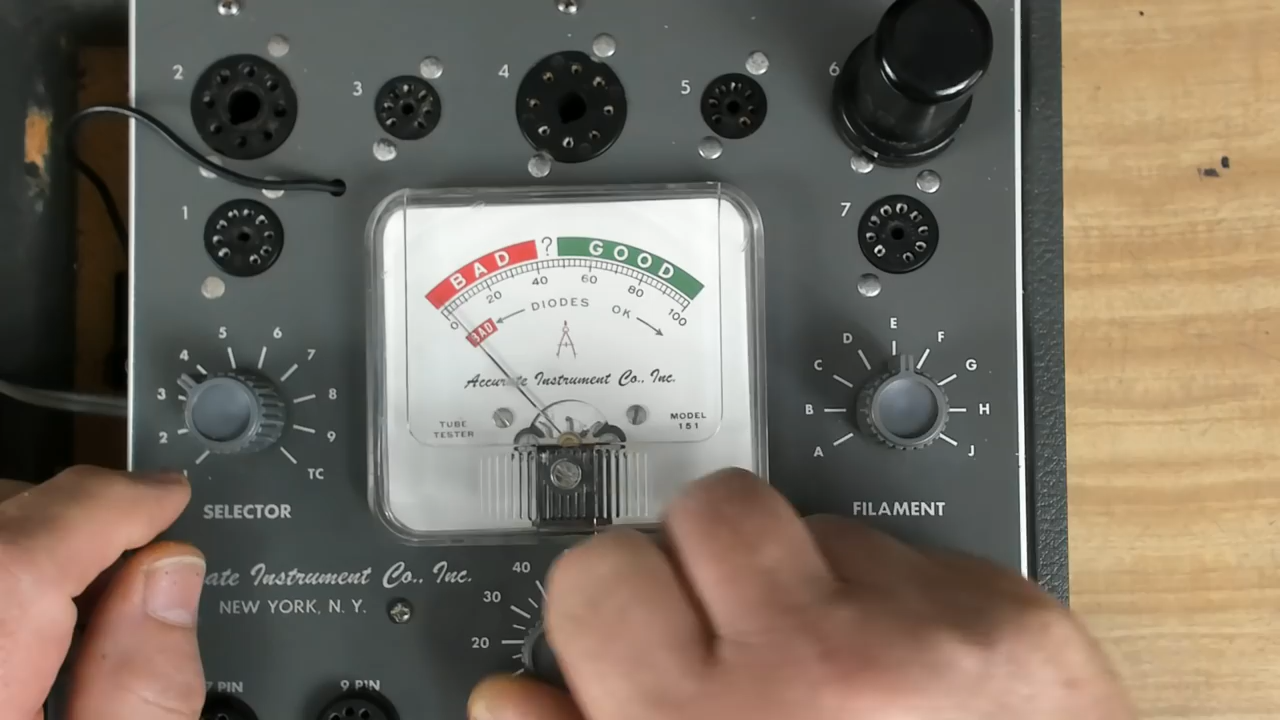 2
3
4
5
6
1
7
BAD ? GOOD
0 20 40 60 80 100
BAD DIODES OK
Accurate Instrument Co., Inc.
TUBE
TESTER
MODEL
151
2 3 4 5 6 7 8 9 TC
SELECTOR
A B C D E F G H J
FILAMENT
Instrument Co., Inc.
NEW YORK, N. Y.
20 30 40
7 PIN
9 PIN